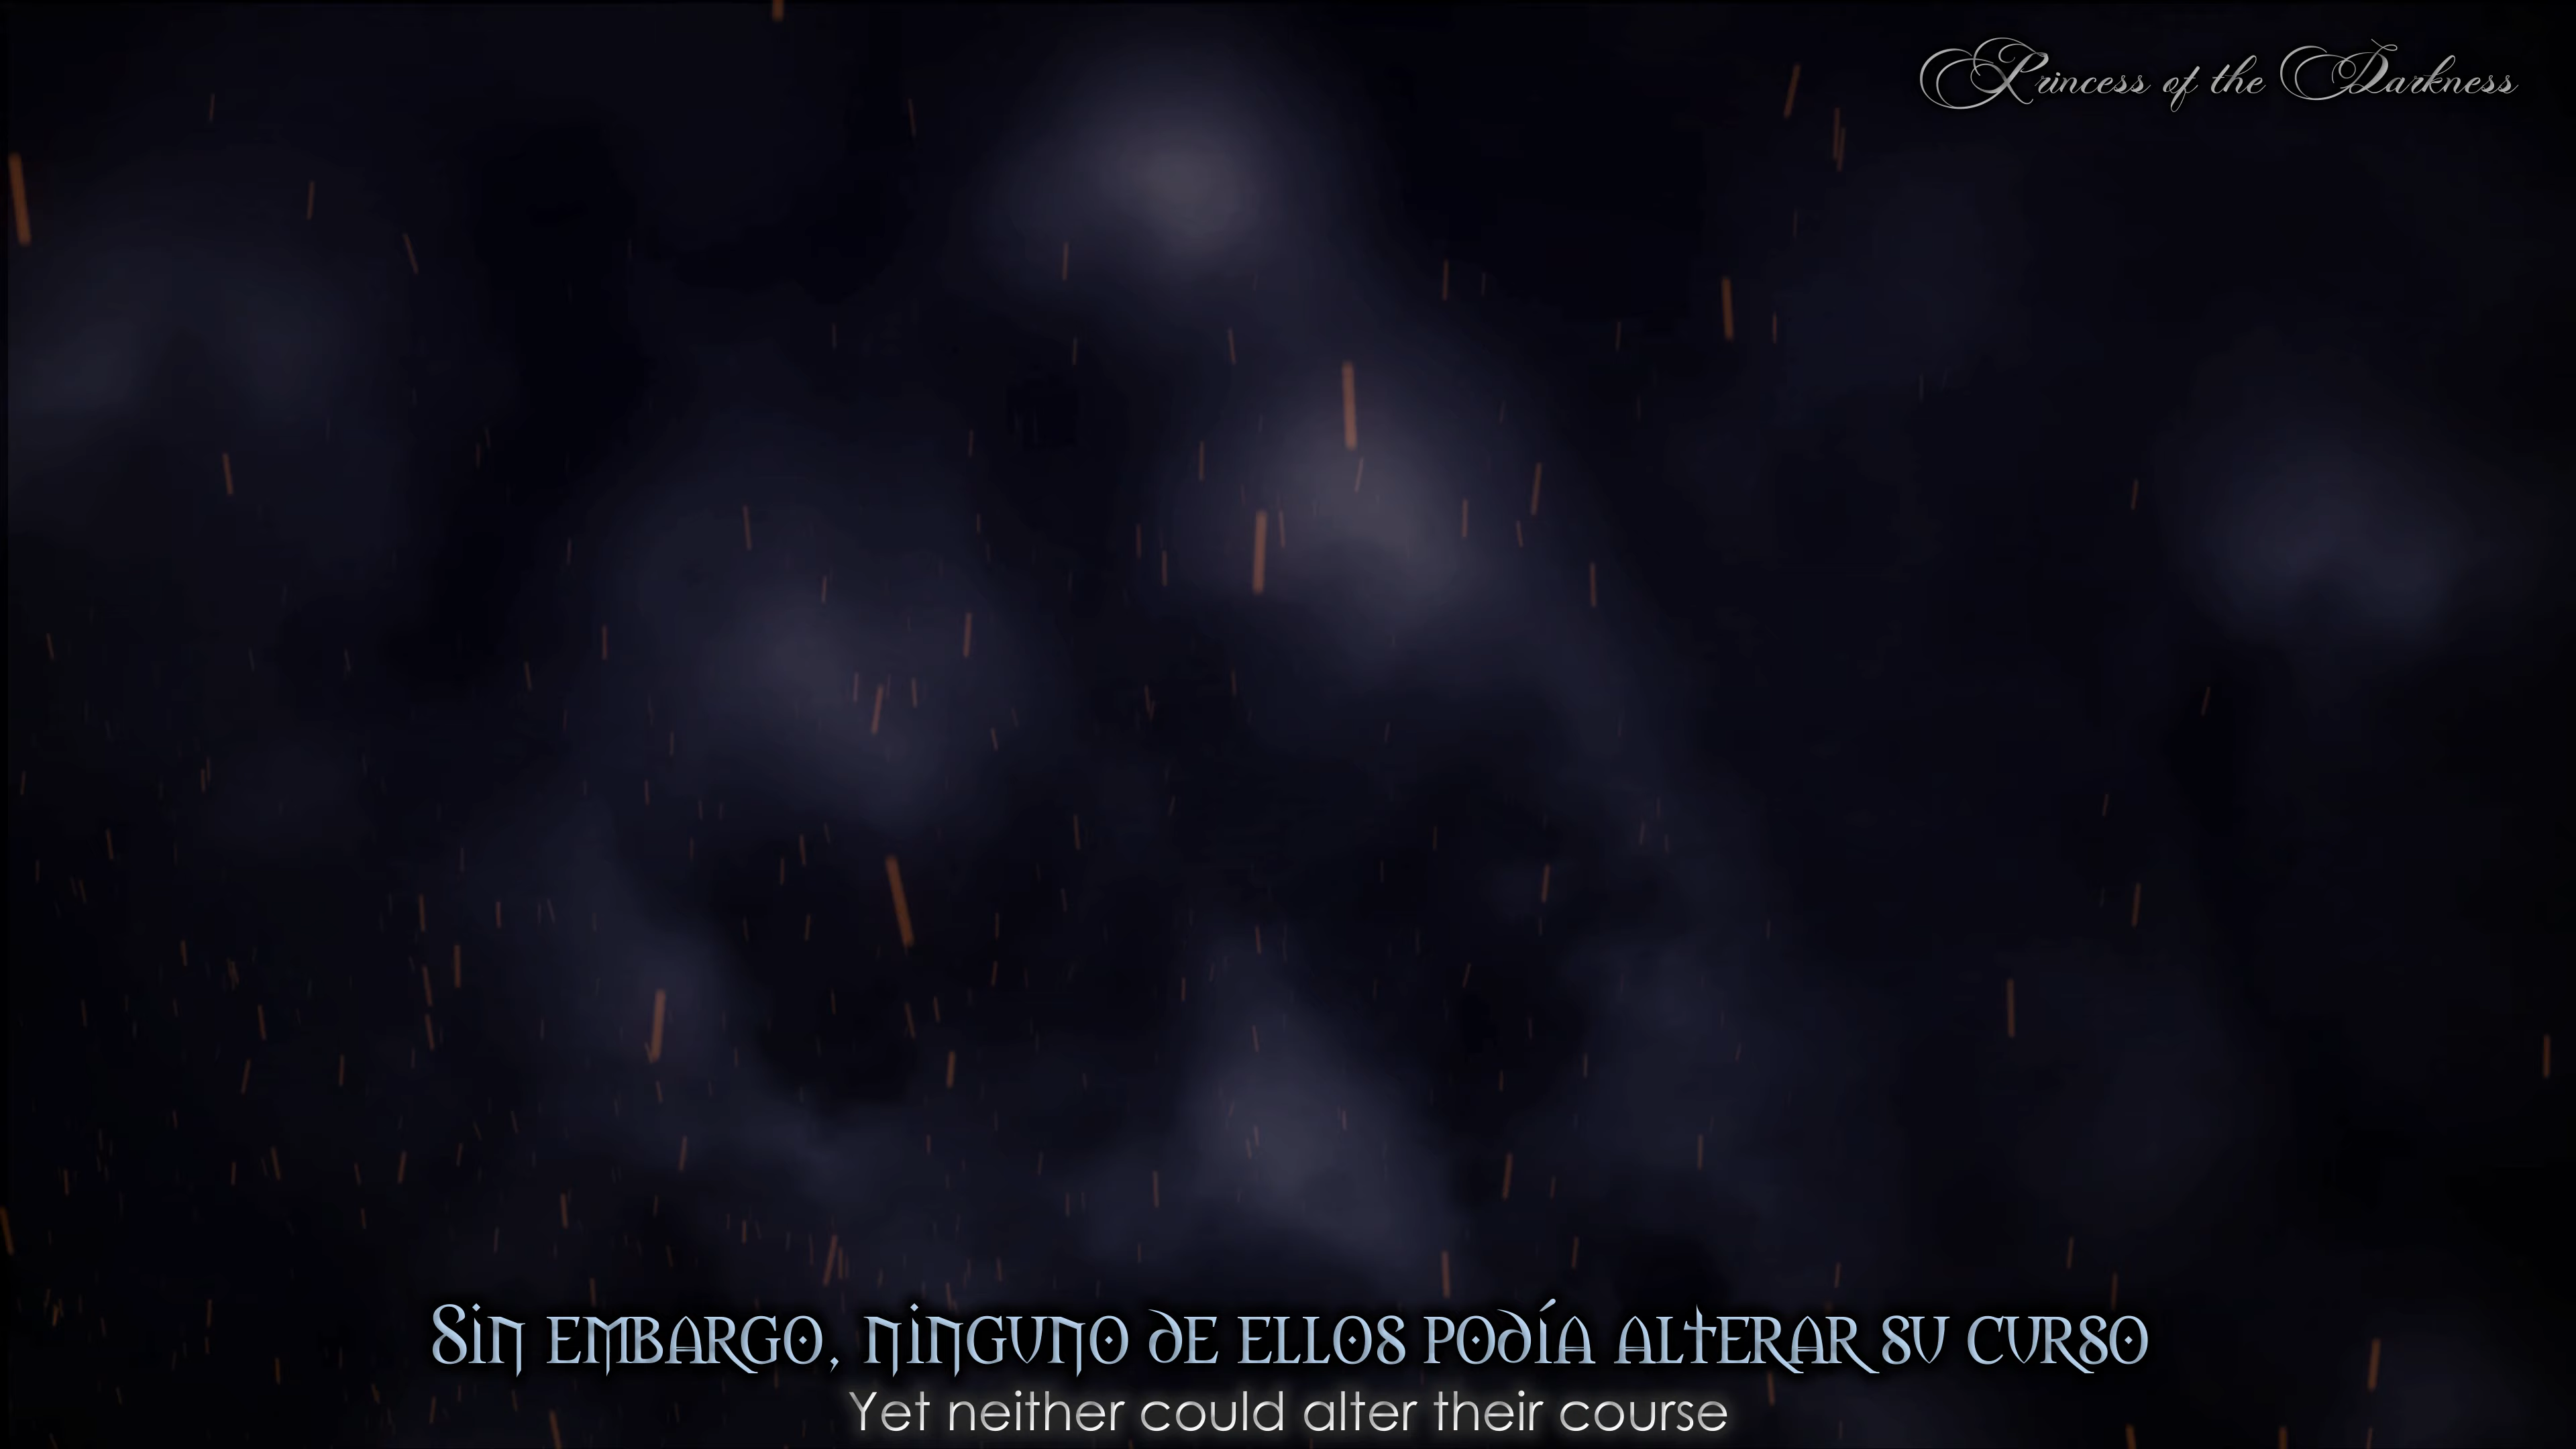 Princess of the Darkness
Sin embargo, ninguno de ellos podía alterar su curso
Yet neither could alter their course